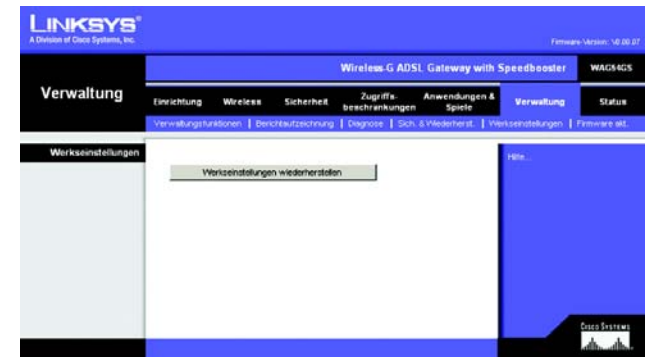 LINKSYS®
A Division of Cisco Systems, Inc.
Firmware-Version: V0.00.07
Wireless-G ADSL Gateway with Speedbooster
WAG54GS
Verwaltung
Einrichtung
Wireless
Sicherheit
Zugriffs-
beschrankungen
Anwendungen &
Spiele
Verwaltung
Status
Verwaltungsfunktionen | Berichtsaufzeichnung | Diagnose | Sich. & Wiederherst. | Werkseinstellungen | Firmware akt.
Werkseinstellungen
Werkseinstellungen wiederherstellen
Hilfe...
CISCO SYSTEMS